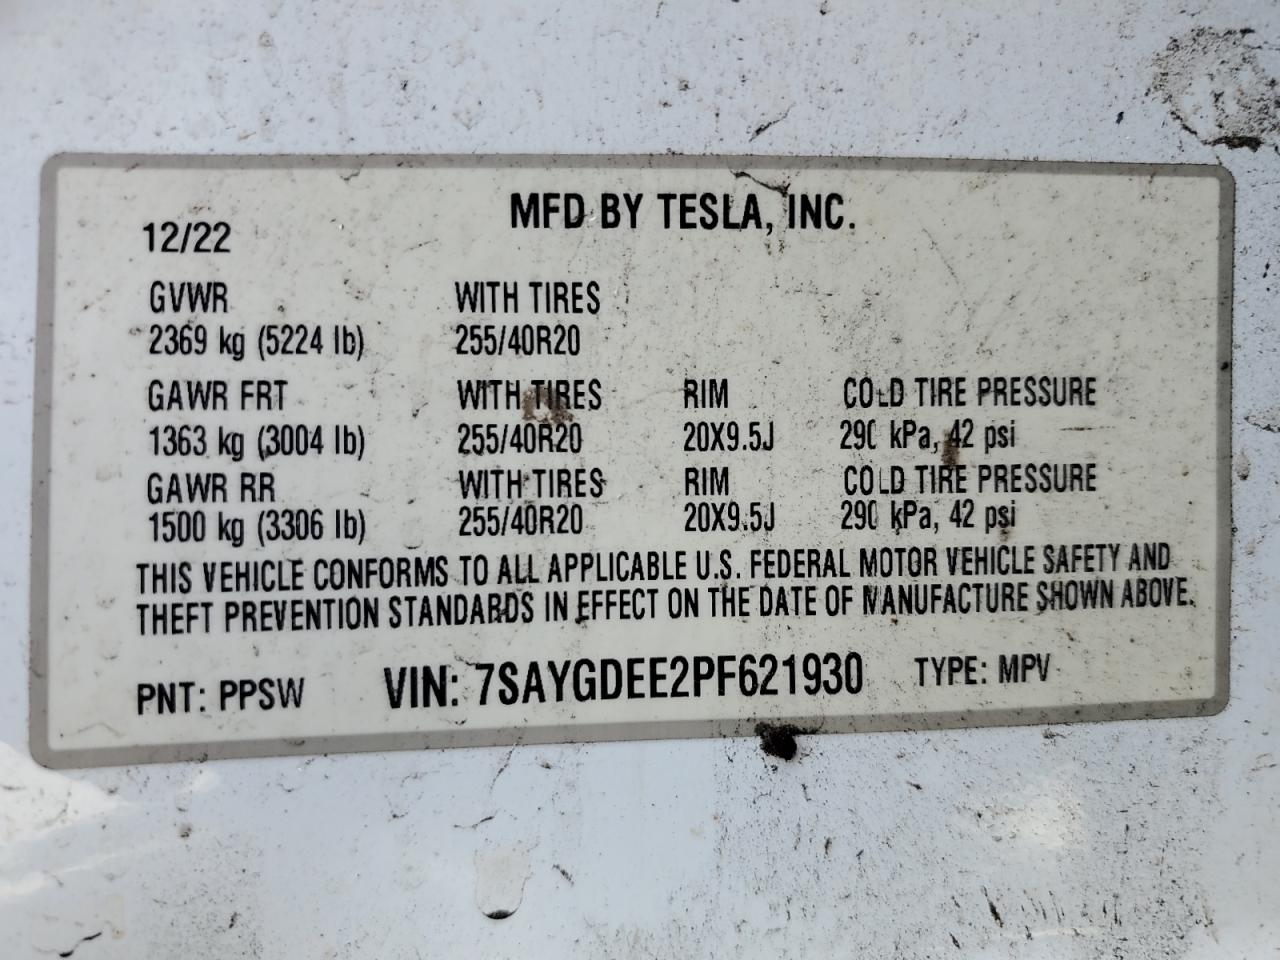 MFD BY TESLA, INC.
12/22
GVWR WITH TIRES
2369 kg (5224 lb) 255/40R20
GAWR FRT WITH TIRES RIM COLD TIRE PRESSURE
1363 kg (3004 lb) 255/40R20 20X9.5J 290 kPa, 42 psi
GAWR RR WITH TIRES RIM COLD TIRE PRESSURE
1500 kg (3306 lb) 255/40R20 20X9.5J 290 kPa, 42 psi
THIS VEHICLE CONFORMS TO ALL APPLICABLE U.S. FEDERAL MOTOR VEHICLE SAFETY AND
THEFT PREVENTION STANDARDS IN EFFECT ON THE DATE OF MANUFACTURE SHOWN ABOVE.
PNT: PPSW VIN: 7SAYGDEE2PF621930 TYPE: MPV